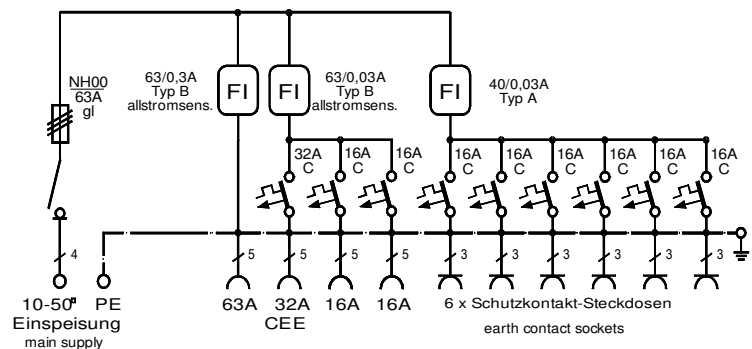 NH00
63A
gl
63/0,3A
Typ B
allstromsens.
FI
63/0,03A
Typ B
allstromsens.
FI
40/0,03A
Typ A
FI
32A
C
16A
C
16A
C
16A
C
16A
C
16A
C
16A
C
16A
C
16A
C
4
5
5
5
5
3
3
3
3
3
3
10-50
PE
Einspeisung
main supply
63A
32A
16A
16A
CEE
6 x Schutzkontakt-Steckdosen
earth contact sockets